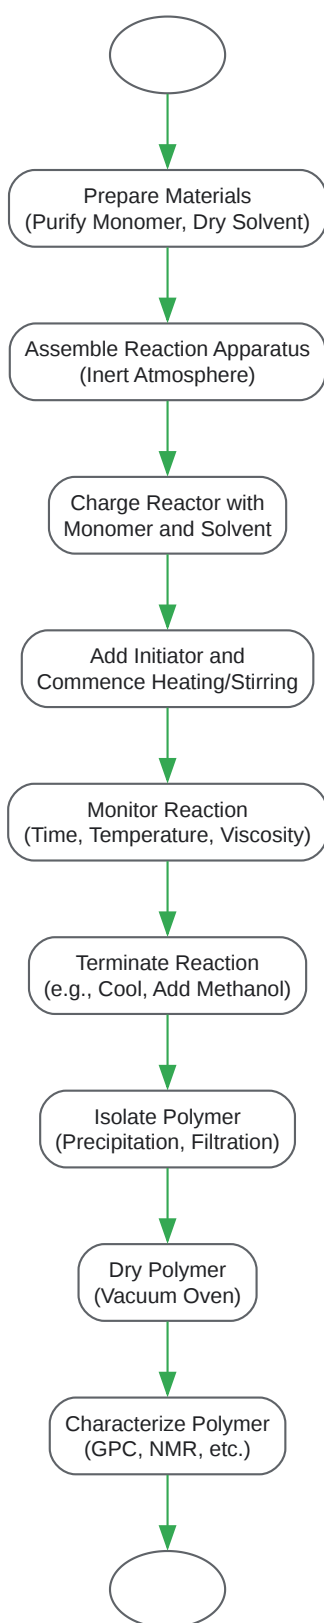 Prepare Materials
(Purify Monomer, Dry Solvent)
Assemble Reaction Apparatus
(Inert Atmosphere)
Charge Reactor with
Monomer and Solvent
Add Initiator and
Commence Heating/Stirring
Monitor Reaction
(Time, Temperature, Viscosity)
Terminate Reaction
(e.g., Cool, Add Methanol)
Isolate Polymer
(Precipitation, Filtration)
Dry Polymer
(Vacuum Oven)
Characterize Polymer
(GPC, NMR, etc.)